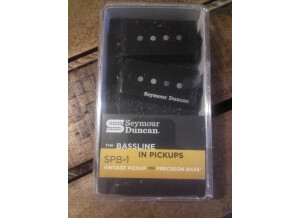 Seymour Duncan
Seymour
Duncan.
THE BASSLINE
IN PICKUPS
SPB-1
VINTAGE PICKUP FOR PRECISION BASS®